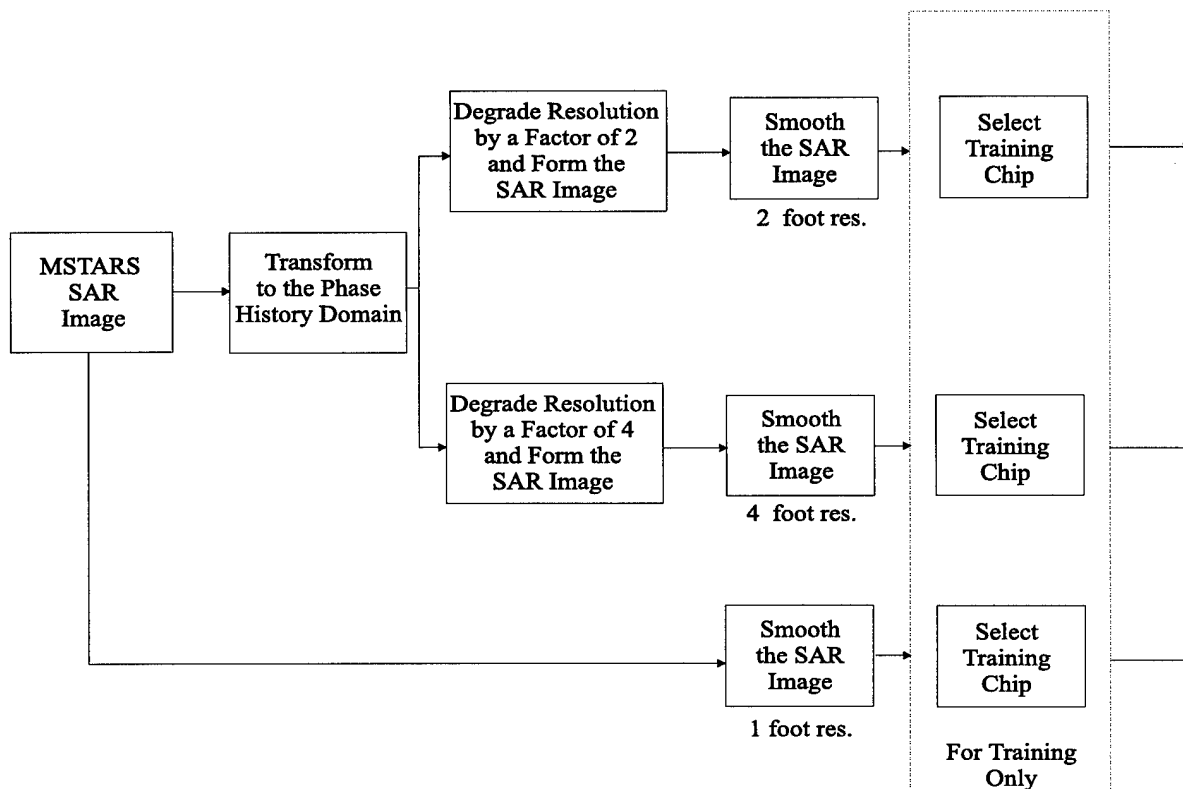 Degrade Resolution
by a Factor of 2
and Form the
SAR Image
Smooth
the SAR
Image
2 foot res.
Select
Training
Chip
MSTARS
SAR
Image
Transform
to the Phase
History Domain
Degrade Resolution
by a Factor of 4
and Form the
SAR Image
Smooth
the SAR
Image
4 foot res.
Select
Training
Chip
Smooth
the SAR
Image
1 foot res.
Select
Training
Chip
For Training
Only